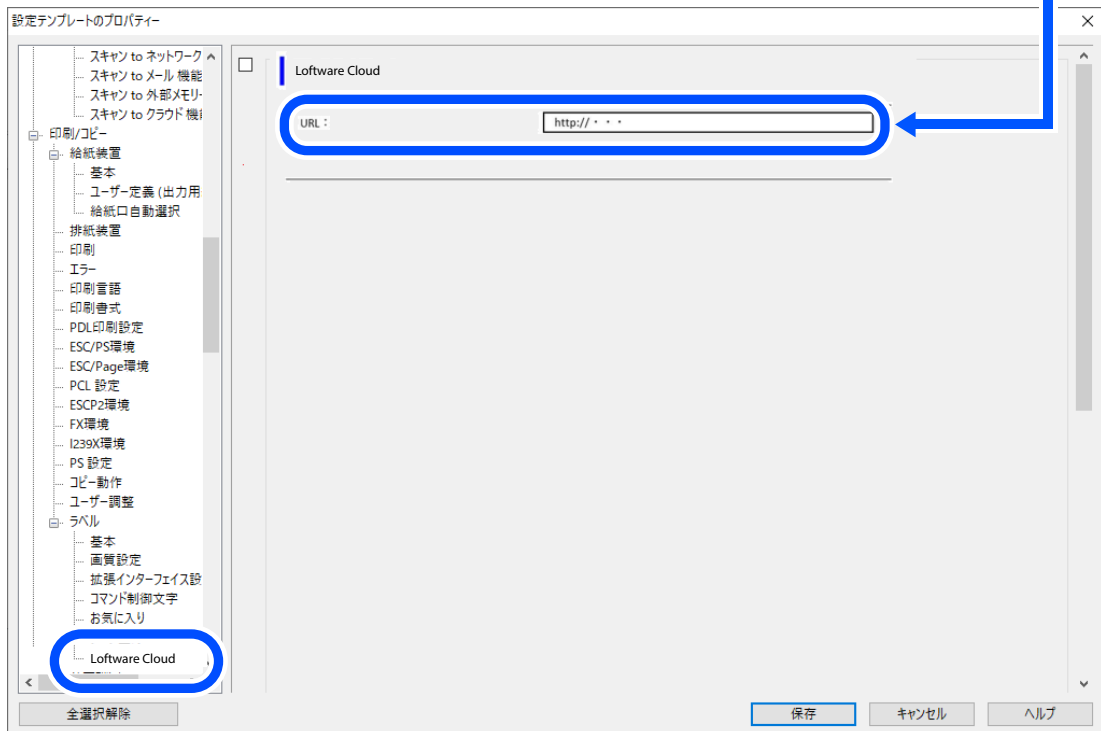 設定テンプレートのプロパティー
スキャン to ネットワーク
スキャン to メール 機能
スキャン to 外部メモリ
スキャン to クラウド 機
印刷/コピー
給紙装置
基本
ユーザー定義 (出力用
給紙口自動選択
排紙装置
印刷
エラー
印刷言語
印刷書式
PDL印刷設定
ESC/PS環境
ESC/Page環境
PCL 設定
ESCP2環境
FX環境
I239X環境
PS 設定
コピー動作
ユーザー調整
ラベル
基本
画質設定
拡張インターフェイス設
コマンド制御文字
お気に入り
Loftware Cloud
Loftware Cloud
URL：
http://・・・
全選択解除
保存
キャンセル
ヘルプ